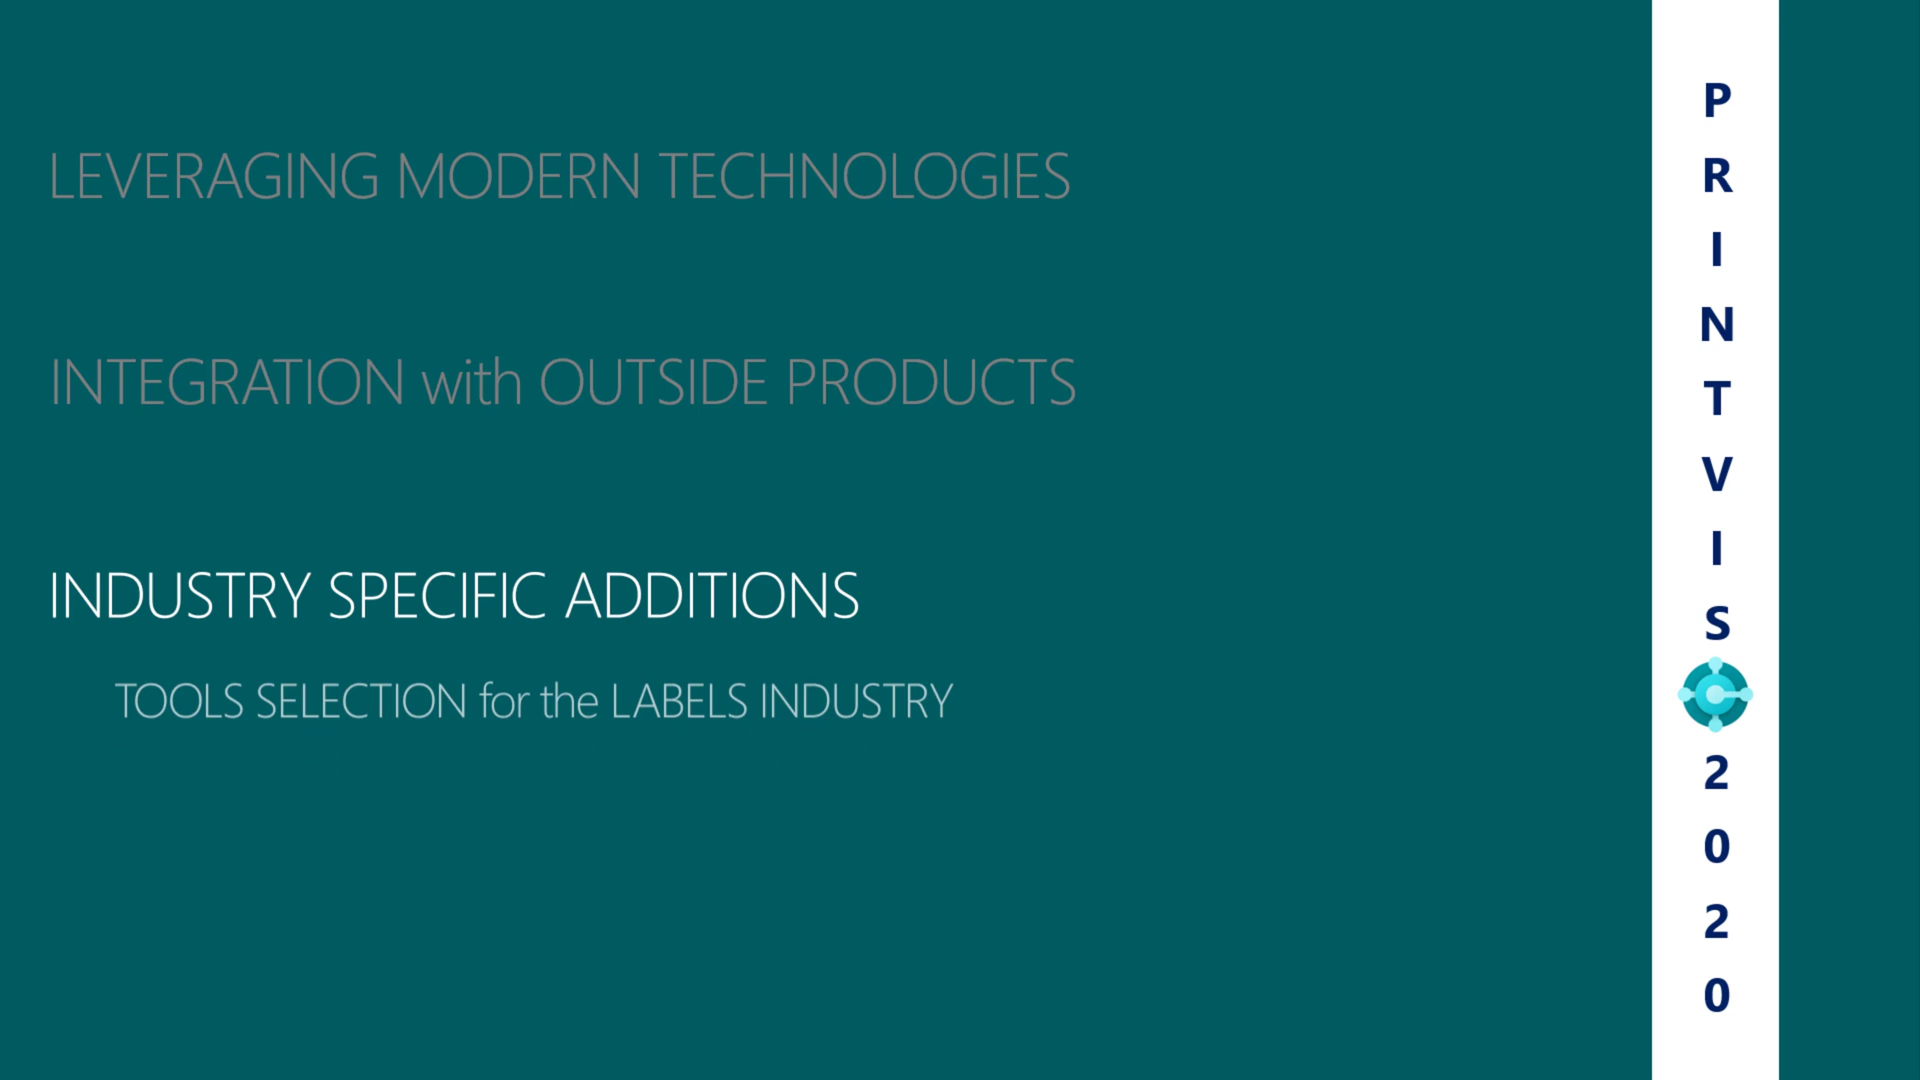 LEVERAGING MODERN TECHNOLOGIES
INTEGRATION with OUTSIDE PRODUCTS
INDUSTRY SPECIFIC ADDITIONS
TOOLS SELECTION for the LABELS INDUSTRY
P
R
I
N
T
V
I
S
2
0
2
0